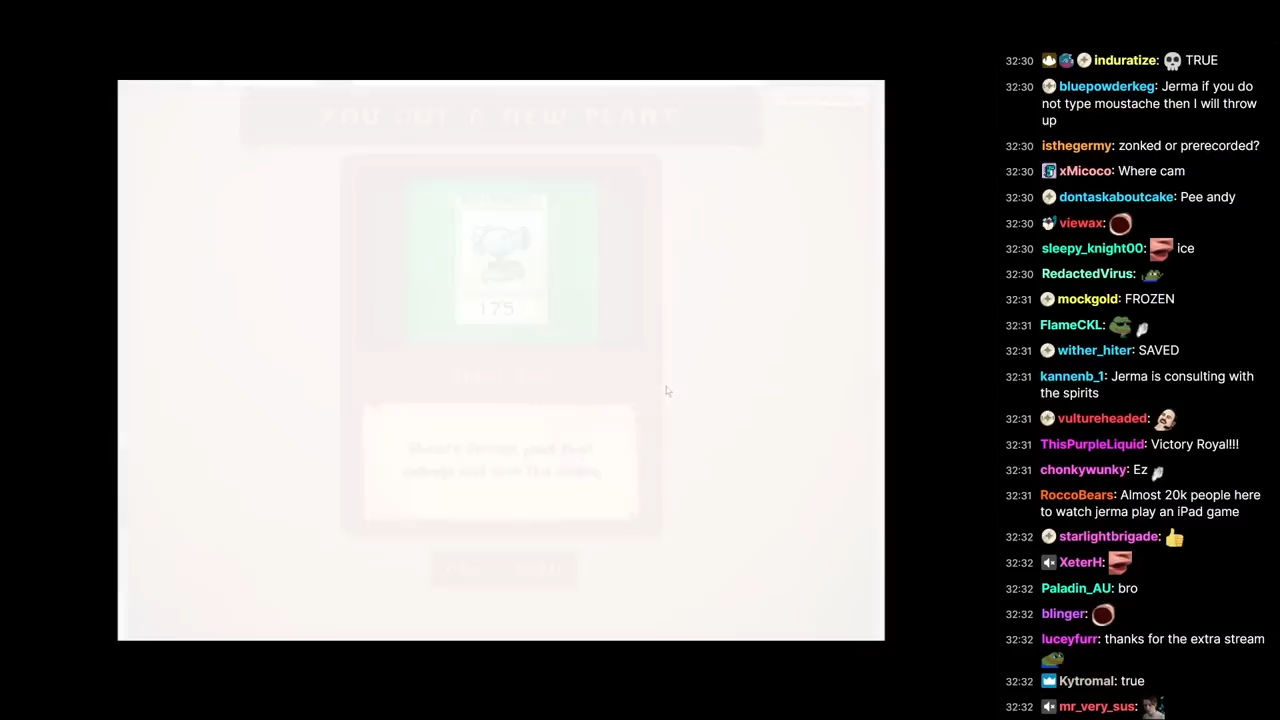 YOU GOT A NEW PLANT
175
32:30 induratize: TRUE
32:30 bluepowderkeg: Jerma if you do
not type moustache then I will throw
up
32:30 isthegermy: zonked or prerecorded?
32:30 xMicoco: Where cam
32:30 dontaskaboutcake: Pee andy
32:30 viewax:
32:30 sleepy_knight00: ice
32:30 RedactedVirus:
32:31 mockgold: FROZEN
32:31 FlameCKL:
32:31 wither_hiter: SAVED
32:31 kannenb_1: Jerma is consulting with
the spirits
32:31 vultureheaded:
32:31 ThisPurpleLiquid: Victory Royal!!!
32:31 chonkywunky: Ez
32:31 RoccoBears: Almost 20k people here
to watch jerma play an iPad game
32:32 starlightbrigade:
32:32 XeterH:
32:32 Paladin_AU: bro
32:32 blinger:
32:32 luceyfurr: thanks for the extra stream
32:32 Kytromal: true
32:32 mr_very_sus: